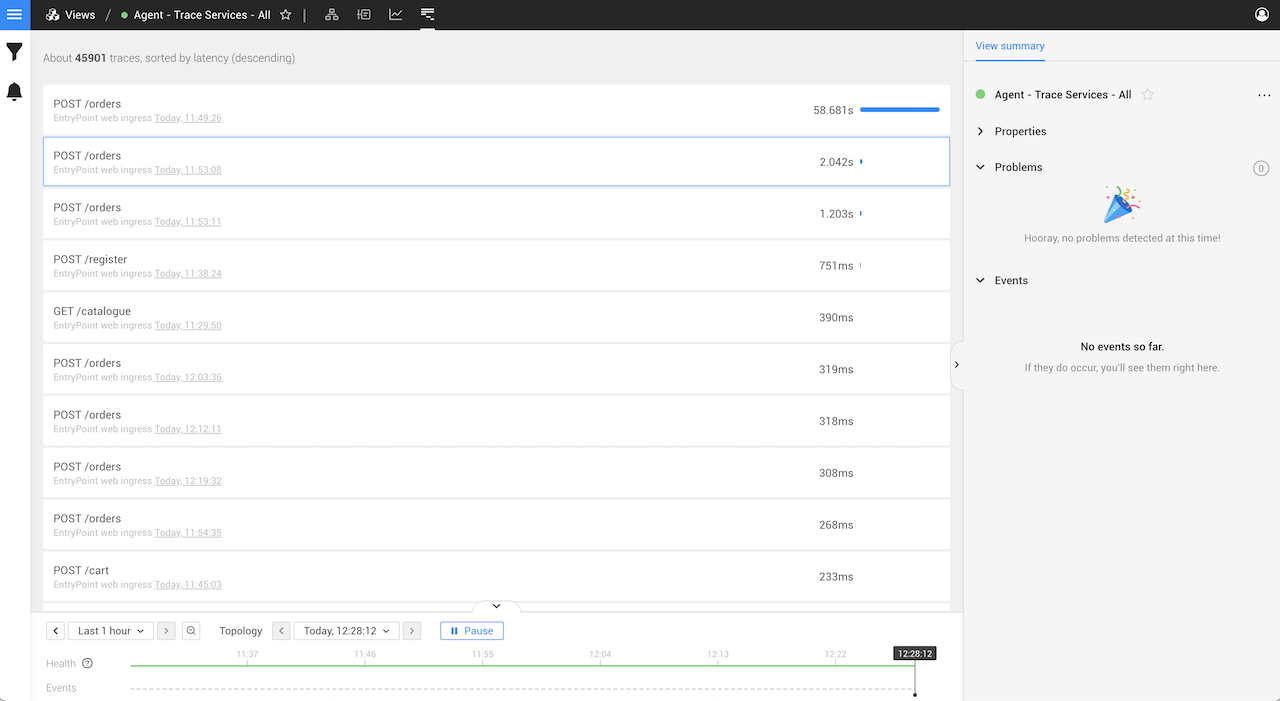 Views / Agent - Trace Services - All
About 45901 traces, sorted by latency (descending)
POST /orders
EntryPoint web ingress Today, 11:49:26
58.681s
POST /orders
EntryPoint web ingress Today, 11:53:08
2.042s
POST /orders
EntryPoint web ingress Today, 11:53:11
1.203s
POST /register
EntryPoint web ingress Today, 11:38:24
751ms
GET /catalogue
EntryPoint web ingress Today, 11:29:50
390ms
POST /orders
EntryPoint web ingress Today, 12:03:36
319ms
POST /orders
EntryPoint web ingress Today, 12:12:11
318ms
POST /orders
EntryPoint web ingress Today, 12:19:32
308ms
POST /orders
EntryPoint web ingress Today, 11:54:35
268ms
POST /cart
EntryPoint web ingress Today, 11:45:03
233ms
Last 1 hour
Topology
Today, 12:28:12
Pause
11:37 11:46 11:55 12:04 12:13 12:22 12:28:12
Health ?
Events
View summary
Agent - Trace Services - All
Properties
Problems 0
Hooray, no problems detected at this time!
Events
No events so far.
If they do occur, you'll see them right here.